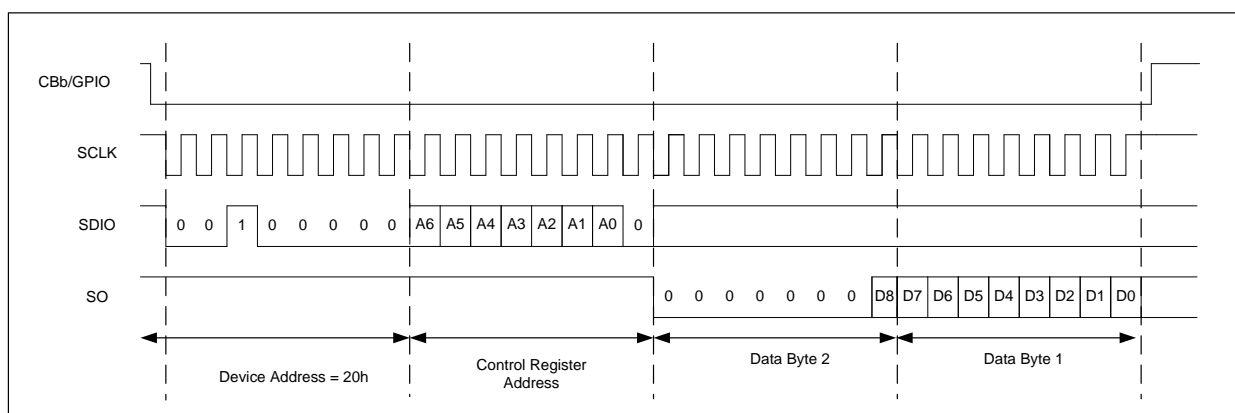 CBb/GPIO
SCLK
SDIO 0 0 1 0 0 0 0 0 A6 A5 A4 A3 A2 A1 A0 0
SO 0 0 0 0 0 0 0 D8 D7 D6 D5 D4 D3 D2 D1 D0
Device Address = 20h
Control Register
Address
Data Byte 2
Data Byte 1